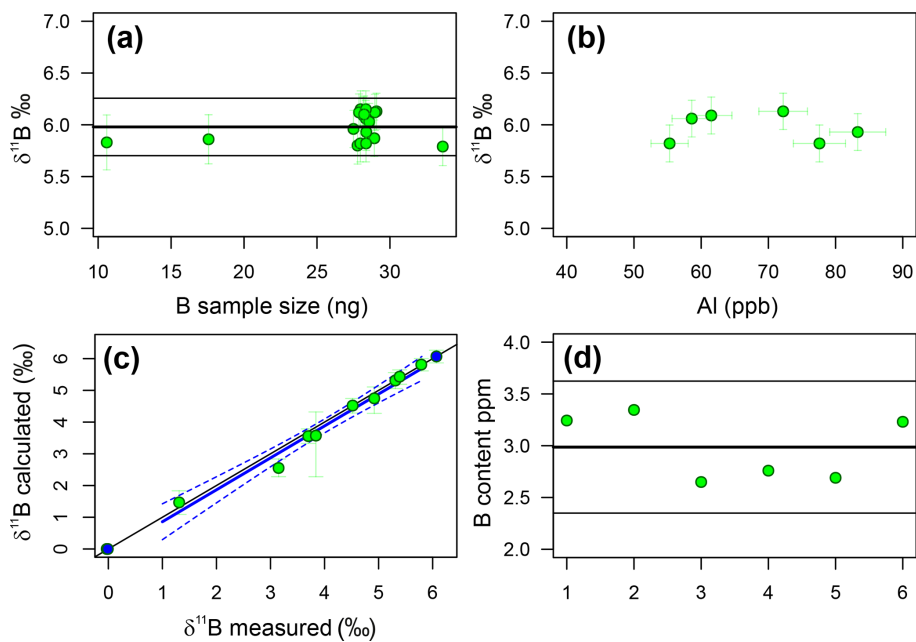 (a)
7.0
6.5
6.0
5.5
5.0
δ¹¹B ‰
10 15 20 25 30
B sample size (ng)
(b)
7.0
6.5
6.0
5.5
5.0
δ¹¹B ‰
40 50 60 70 80 90
Al (ppb)
(c)
6
5
4
3
2
1
0
δ¹¹B calculated (‰)
0 1 2 3 4 5 6
δ¹¹B measured (‰)
(d)
4.0
3.5
3.0
2.5
2.0
B content ppm
1 2 3 4 5 6